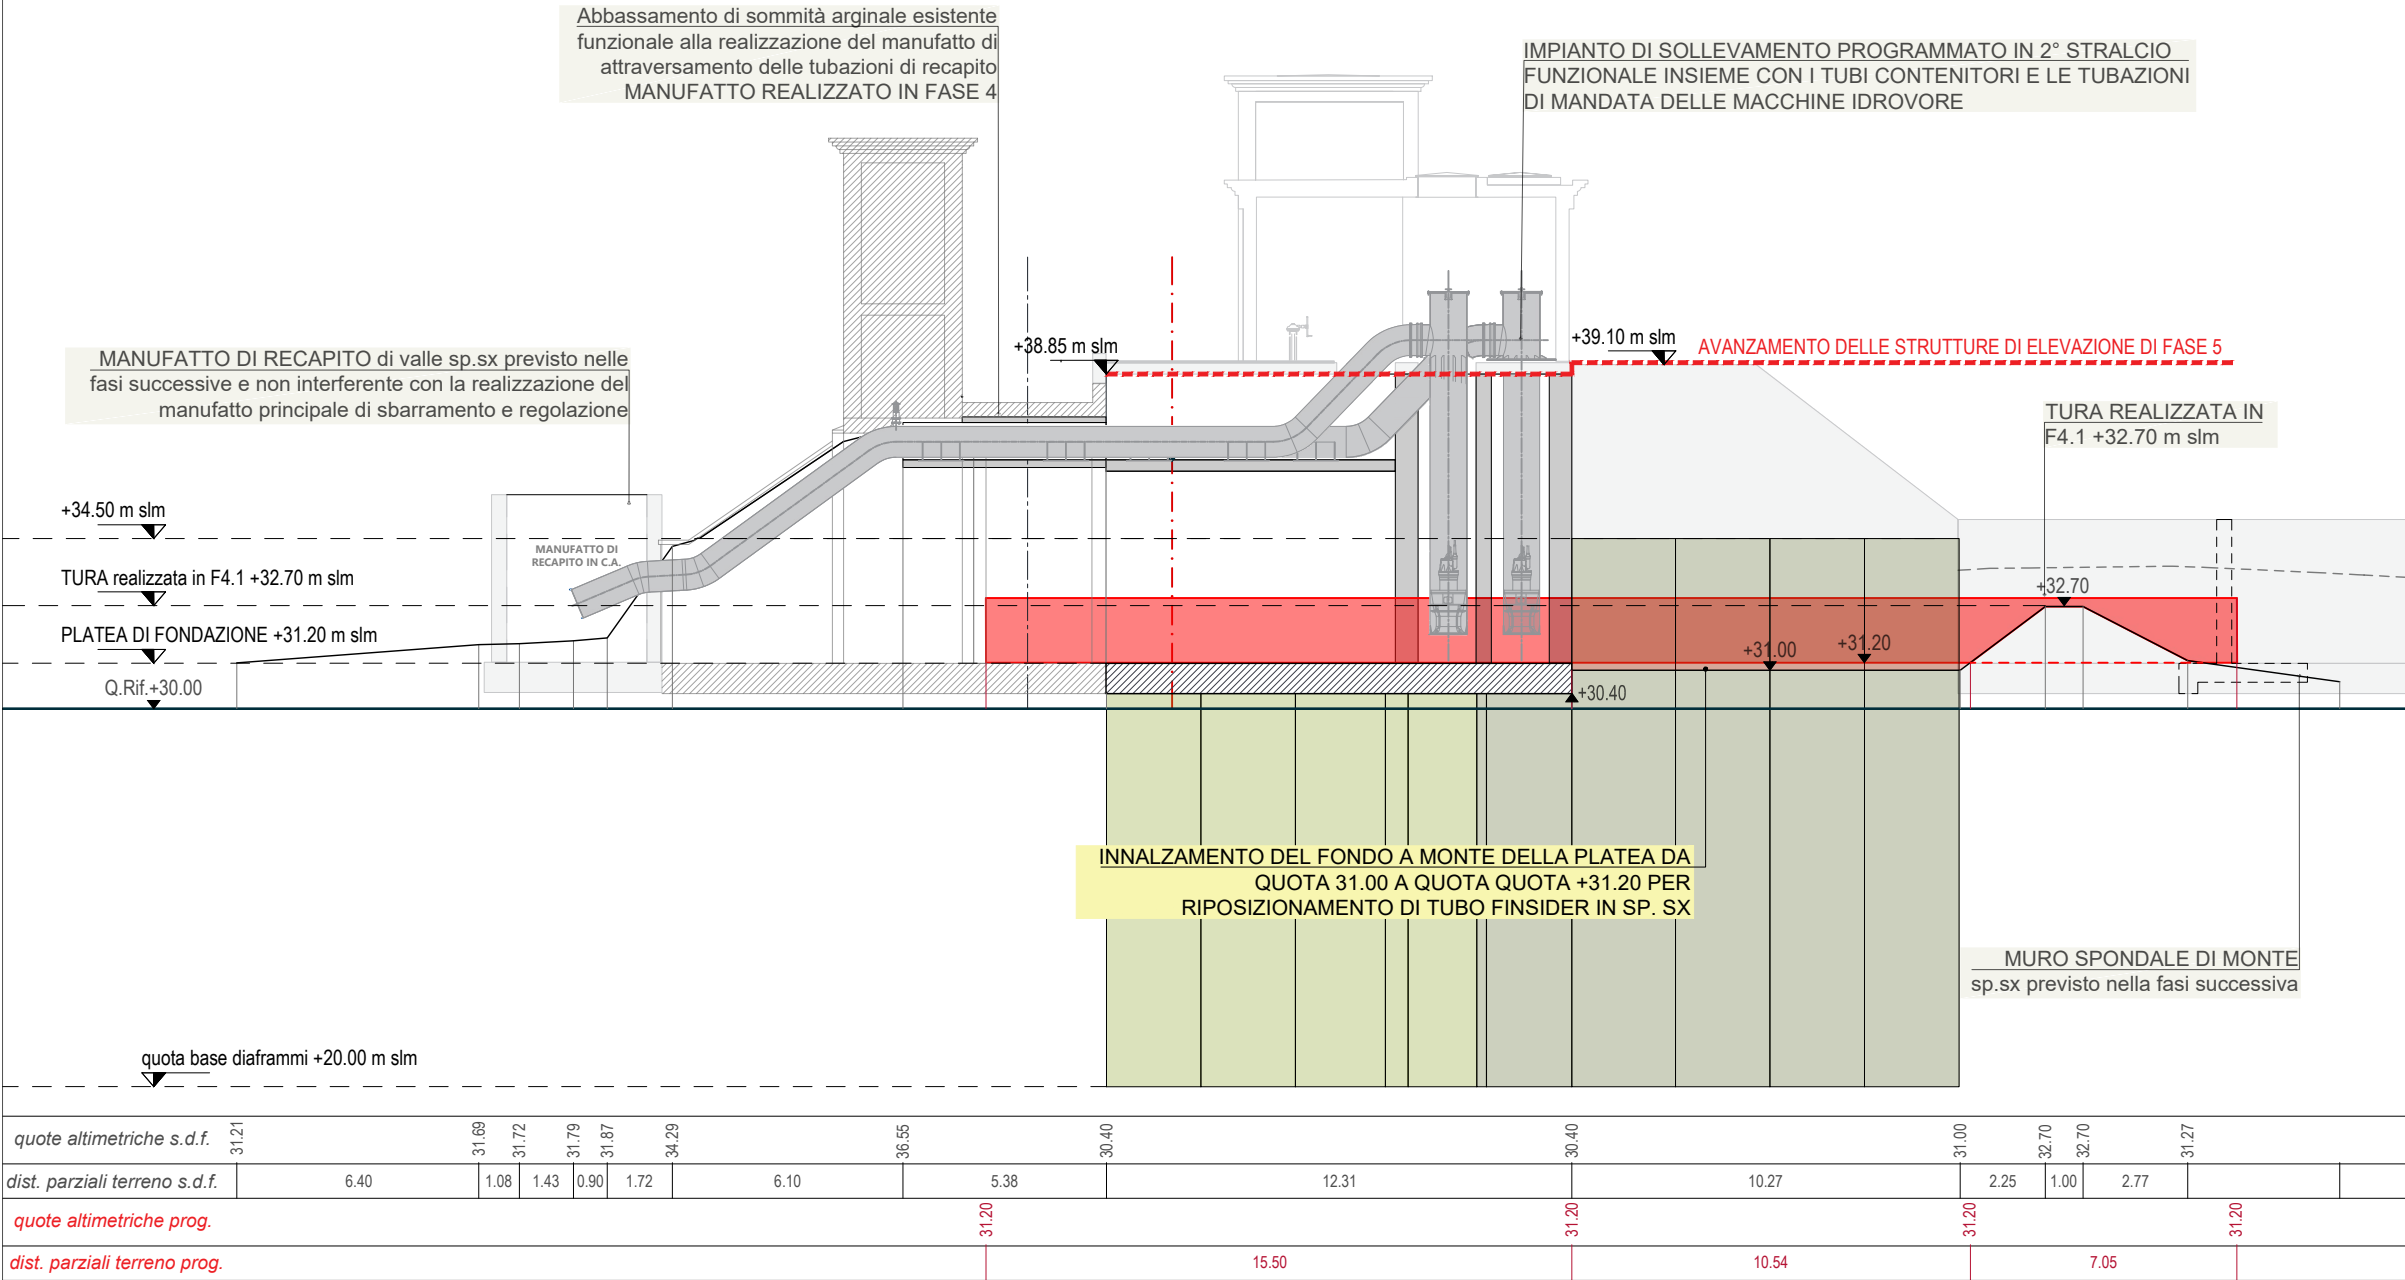 Abbassamento di sommità arginale esistente
funzionale alla realizzazione del manufatto di
attraversamento delle tubazioni di recapito
MANUFATTO REALIZZATO IN FASE 4
IMPIANTO DI SOLLEVAMENTO PROGRAMMATO IN 2° STRALCIO
FUNZIONALE INSIEME CON I TUBI CONTENITORI E LE TUBAZIONI
DI MANDATA DELLE MACCHINE IDROVORE
MANUFATTO DI RECAPITO di valle sp.sx previsto nelle
fasi successive e non interferente con la realizzazione del
manufatto principale di sbarramento e regolazione
+38.85 m slm
+39.10 m slm
AVANZAMENTO DELLE STRUTTURE DI ELEVAZIONE DI FASE 5
TURA REALIZZATA IN
F4.1 +32.70 m slm
+34.50 m slm
MANUFATTO DI
RECAPITO IN C.A.
TURA realizzata in F4.1 +32.70 m slm
+32.70
PLATEA DI FONDAZIONE +31.20 m slm
+31.00
+31.20
Q.Rif.+30.00
+30.40
INNALZAMENTO DEL FONDO A MONTE DELLA PLATEA DA
QUOTA 31.00 A QUOTA QUOTA +31.20 PER
RIPOSIZIONAMENTO DI TUBO FINSIDER IN SP. SX
MURO SPONDALE DI MONTE
sp.sx previsto nella fasi successiva
quota base diaframmi +20.00 m slm
quote altimetriche s.d.f. 31.21 31.69 31.72 31.79 31.87 34.29 36.55 30.40 30.40 31.00 32.70 32.70 31.27
dist. parziali terreno s.d.f. 6.40 1.08 1.43 0.90 1.72 6.10 5.38 12.31 10.27 2.25 1.00 2.77
quote altimetriche prog. 31.20 31.20 31.20 31.20
dist. parziali terreno prog. 15.50 10.54 7.05